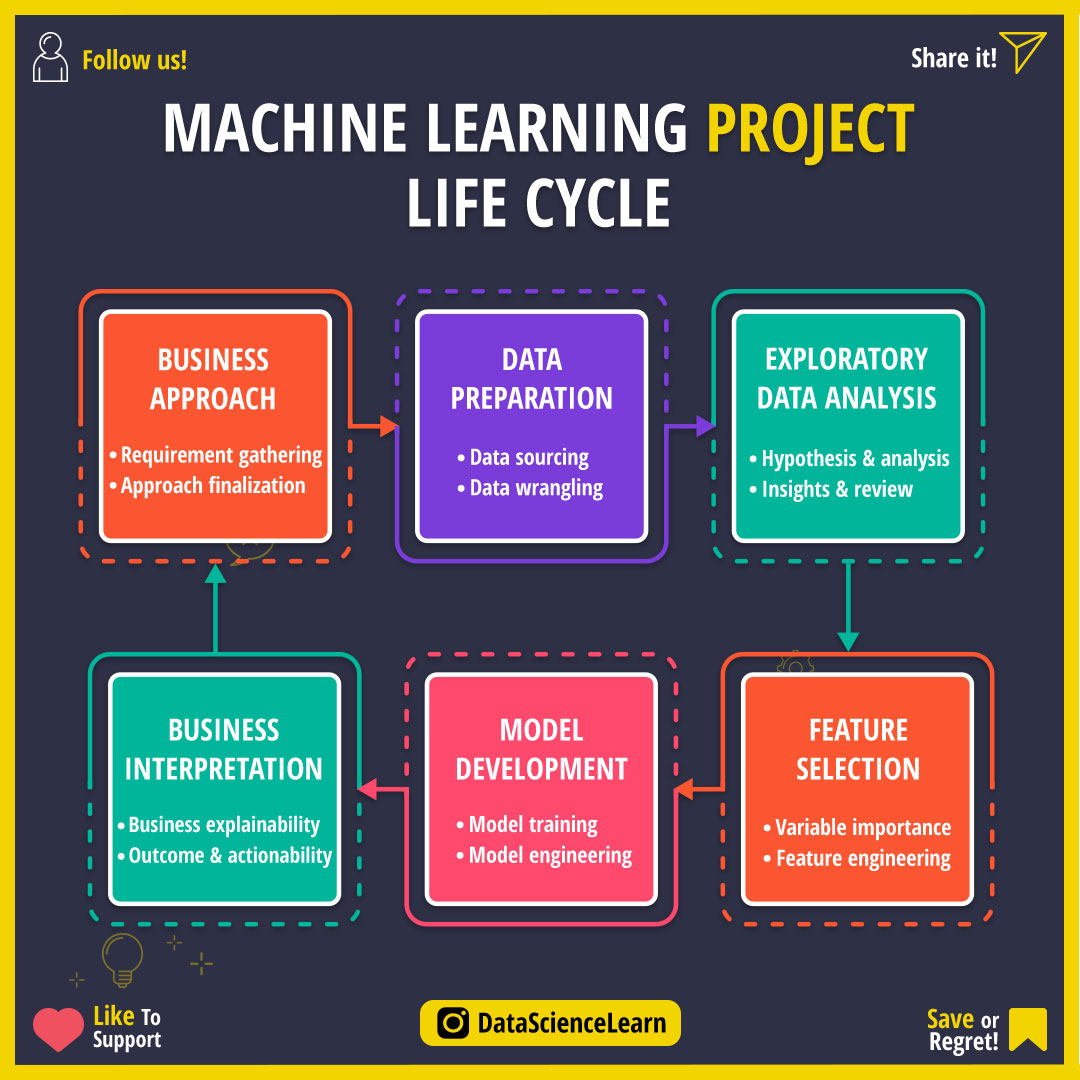 Follow us!
Share it!
MACHINE LEARNING PROJECT
LIFE CYCLE
BUSINESS
APPROACH
• Requirement gathering
• Approach finalization
DATA
PREPARATION
• Data sourcing
• Data wrangling
EXPLORATORY
DATA ANALYSIS
• Hypothesis & analysis
• Insights & review
BUSINESS
INTERPRETATION
• Business explainability
• Outcome & actionability
MODEL
DEVELOPMENT
• Model training
• Model engineering
FEATURE
SELECTION
• Variable importance
• Feature engineering
Like To
Support
DataScienceLearn
Save or
Regret!